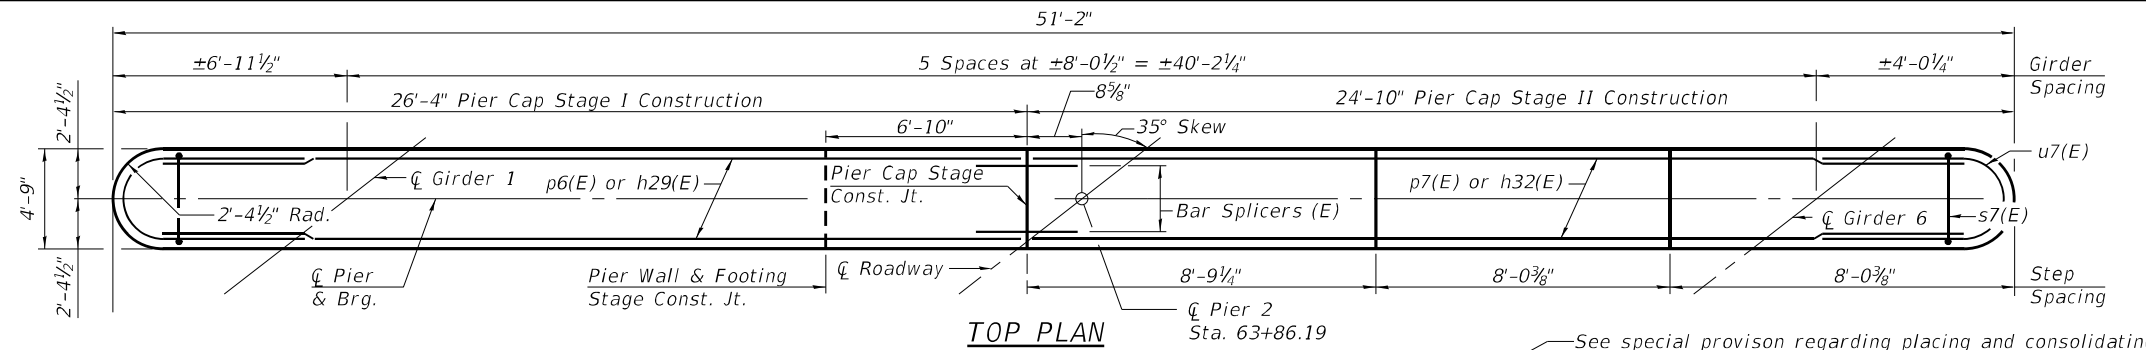 51'-2"
±6'-11½"
5 Spaces at ±8'-0½" = ±40'-2¼"
±4'-0¼"
Girder
Spacing
26'-4" Pier Cap Stage I Construction
8⅝"
24'-10" Pier Cap Stage II Construction
2'-4½"
6'-10"
35° Skew
u7(E)
4'-9"
℄ Girder 1
p6(E) or h29(E)
Pier Cap Stage
Const. Jt.
p7(E) or h32(E)
2'-4½" Rad.
Bar Splicers (E)
℄ Girder 6
s7(E)
2'-4½"
℄ Pier
& Brg.
Pier Wall & Footing
Stage Const. Jt.
℄ Roadway
8'-9¼"
8'-0⅜"
8'-0⅜"
Step
Spacing
℄ Pier 2
Sta. 63+86.19
TOP PLAN
See special provison regarding placing and consolidatin